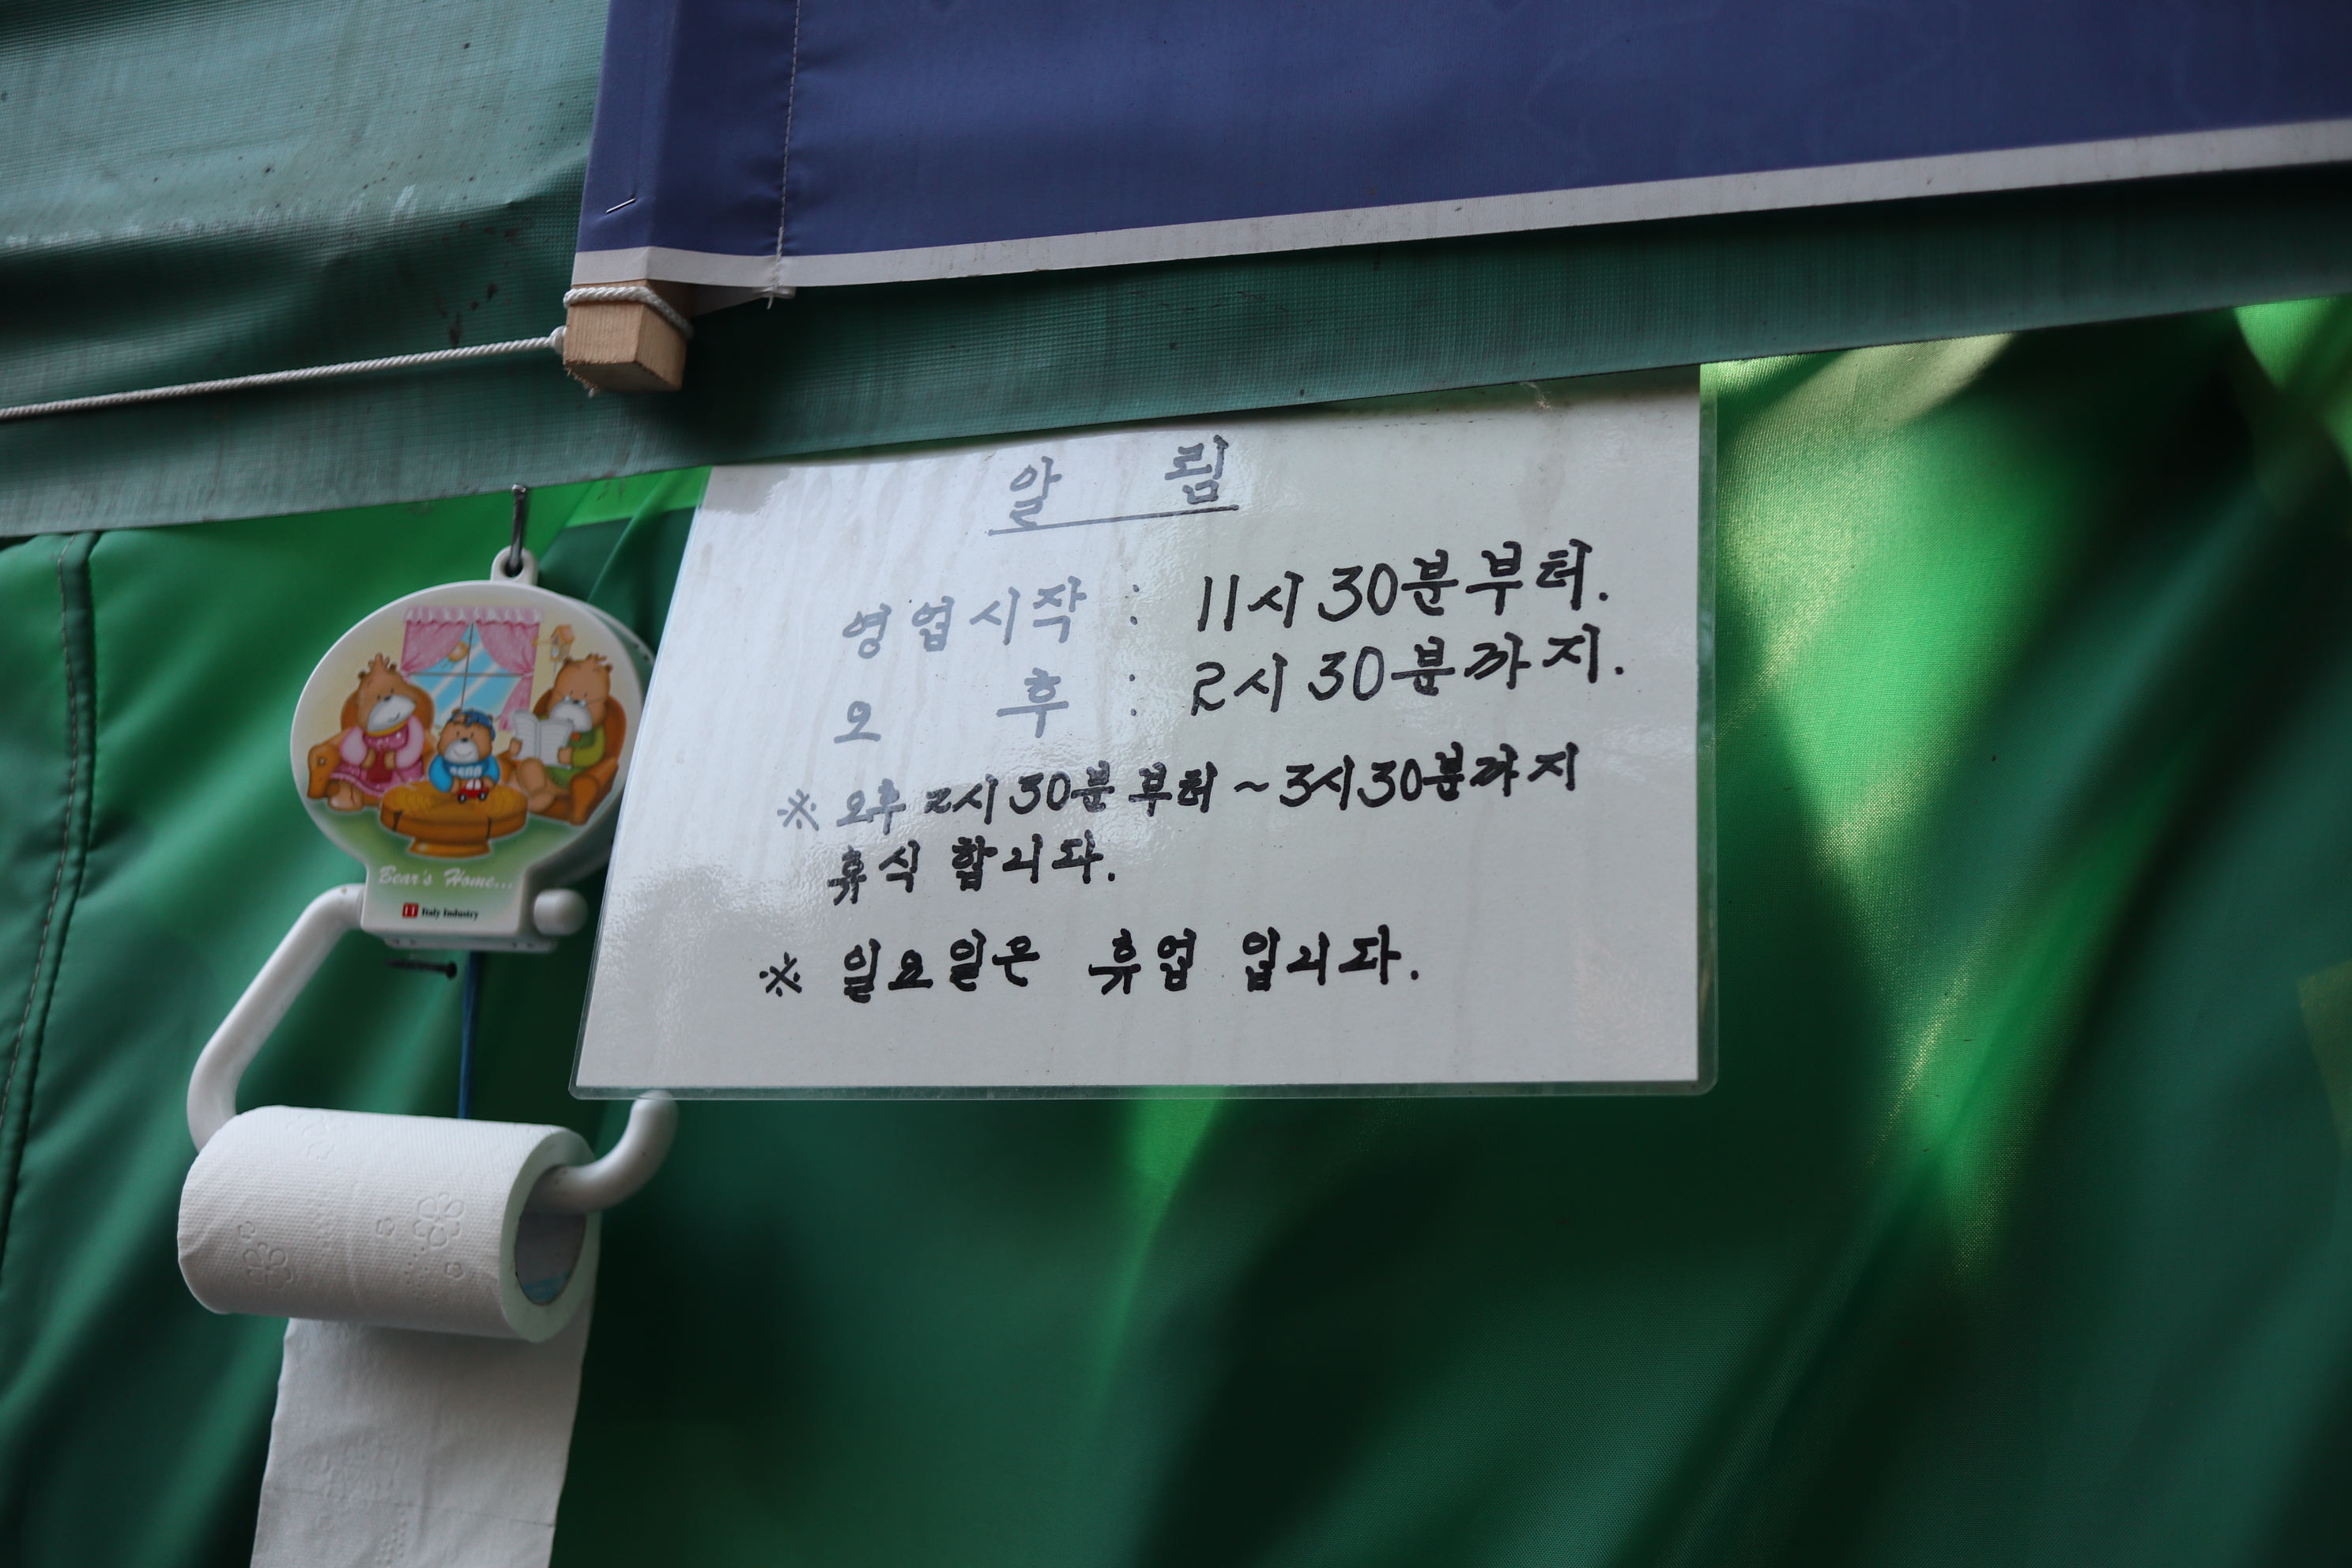 알 림
영업시작 : 11시 30분부터.
오 후 : 2시 30분까지.
※ 오후 2시 30분 부터 ~ 3시30분까지
휴식 합니다.
※ 일요일은 휴업 입니다.
Bear's Home...
Italy Industry